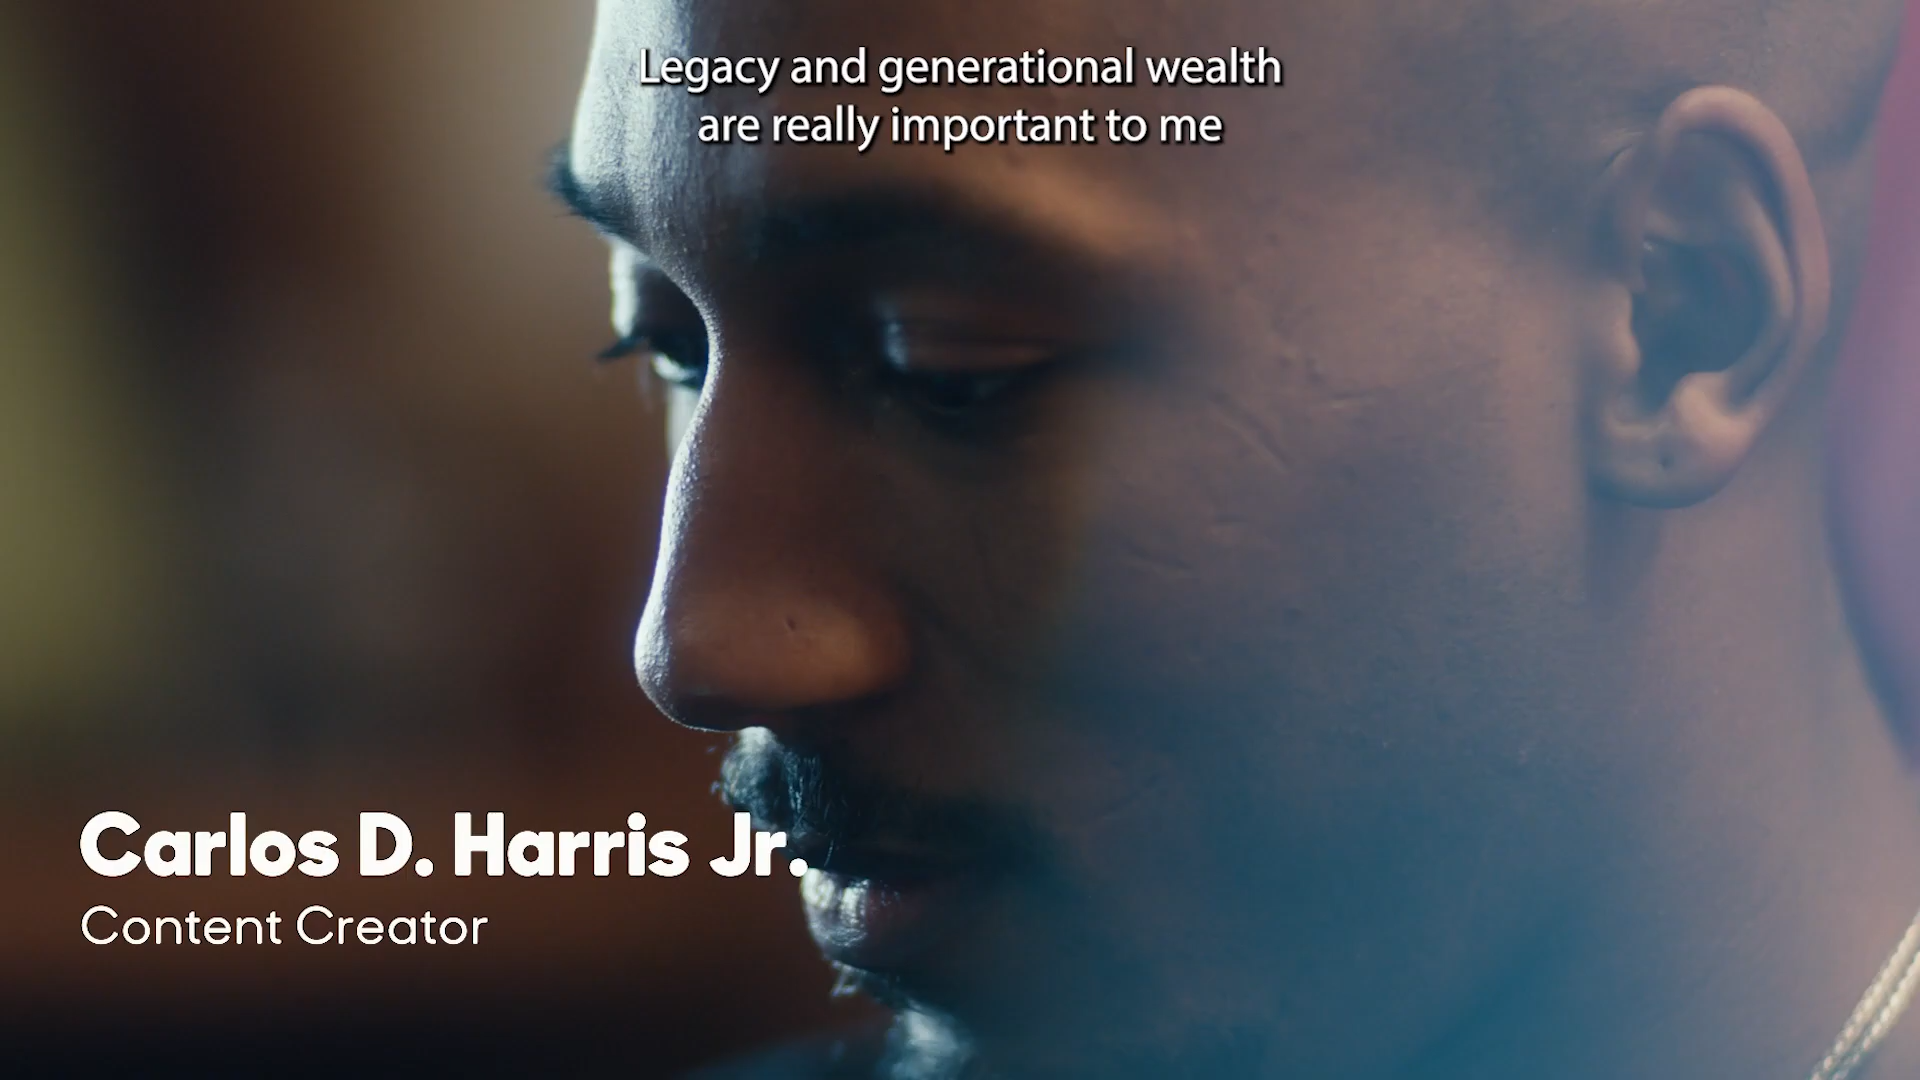 Legacy and generational wealth
are really important to me
Carlos D. Harris Jr.
Content Creator